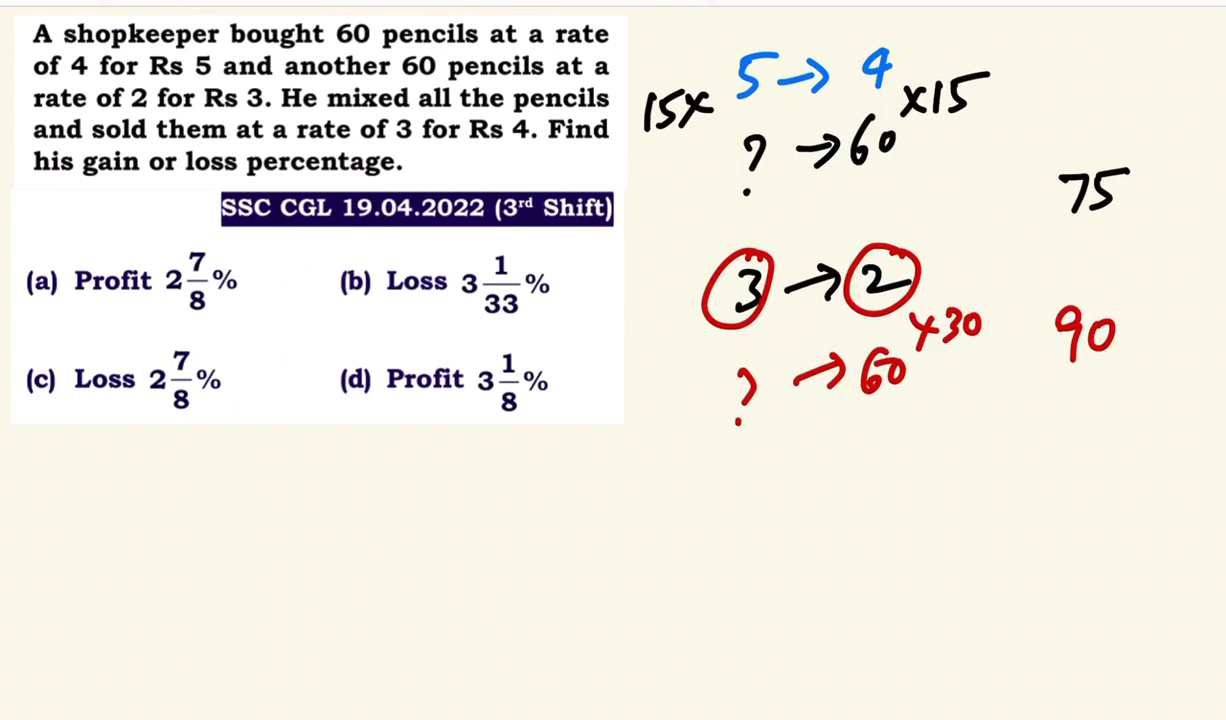 A shopkeeper bought 60 pencils at a rate
of 4 for Rs 5 and another 60 pencils at a
rate of 2 for Rs 3. He mixed all the pencils
and sold them at a rate of 3 for Rs 4. Find
his gain or loss percentage.
SSC CGL 19.04.2022 (3rd Shift)
(a) Profit 2 7/8 % (b) Loss 3 1/33 %
(c) Loss 2 7/8 % (d) Profit 3 1/8 %
15× 5 → 4 ×15
? → 60
75
3 → 2
×30
90
? → 60